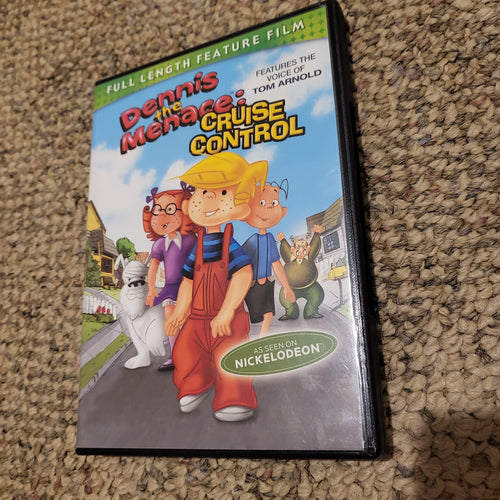 FULL LENGTH FEATURE FILM
Dennis
the
Menace:
CRUISE
CONTROL
FEATURES THE
VOICE OF
TOM ARNOLD
AS SEEN ON
NICKELODEON